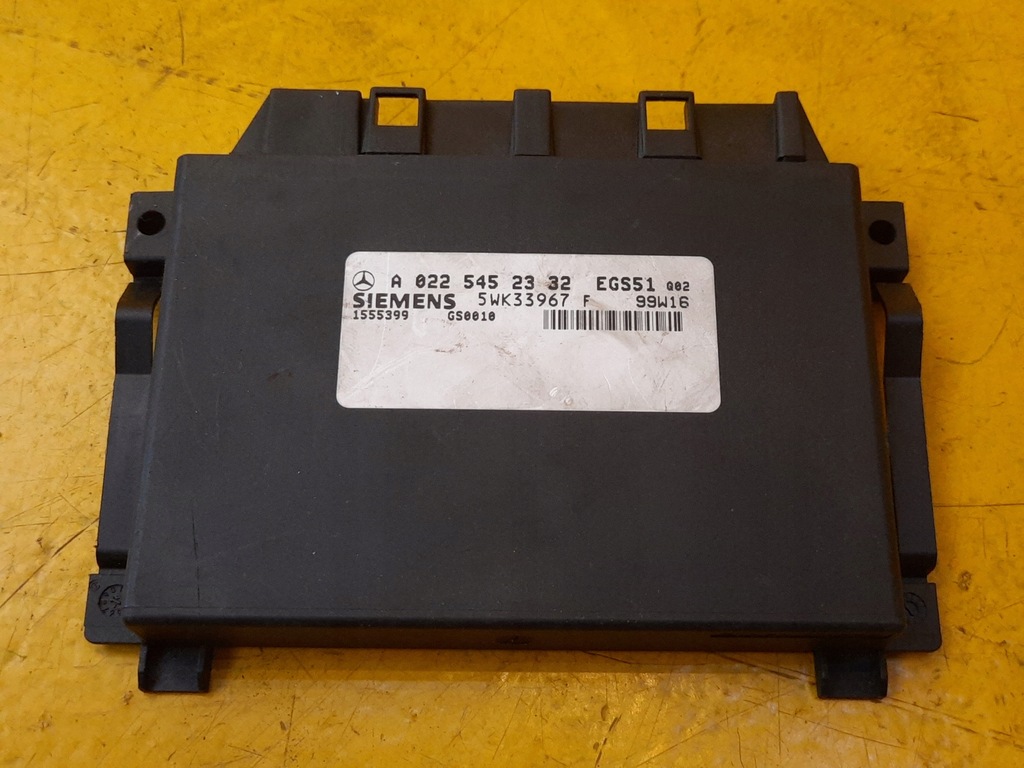 A 022 545 23 32 EGS51 Q02
SIEMENS 5WK33967 F 99W16
1555399 GS0010